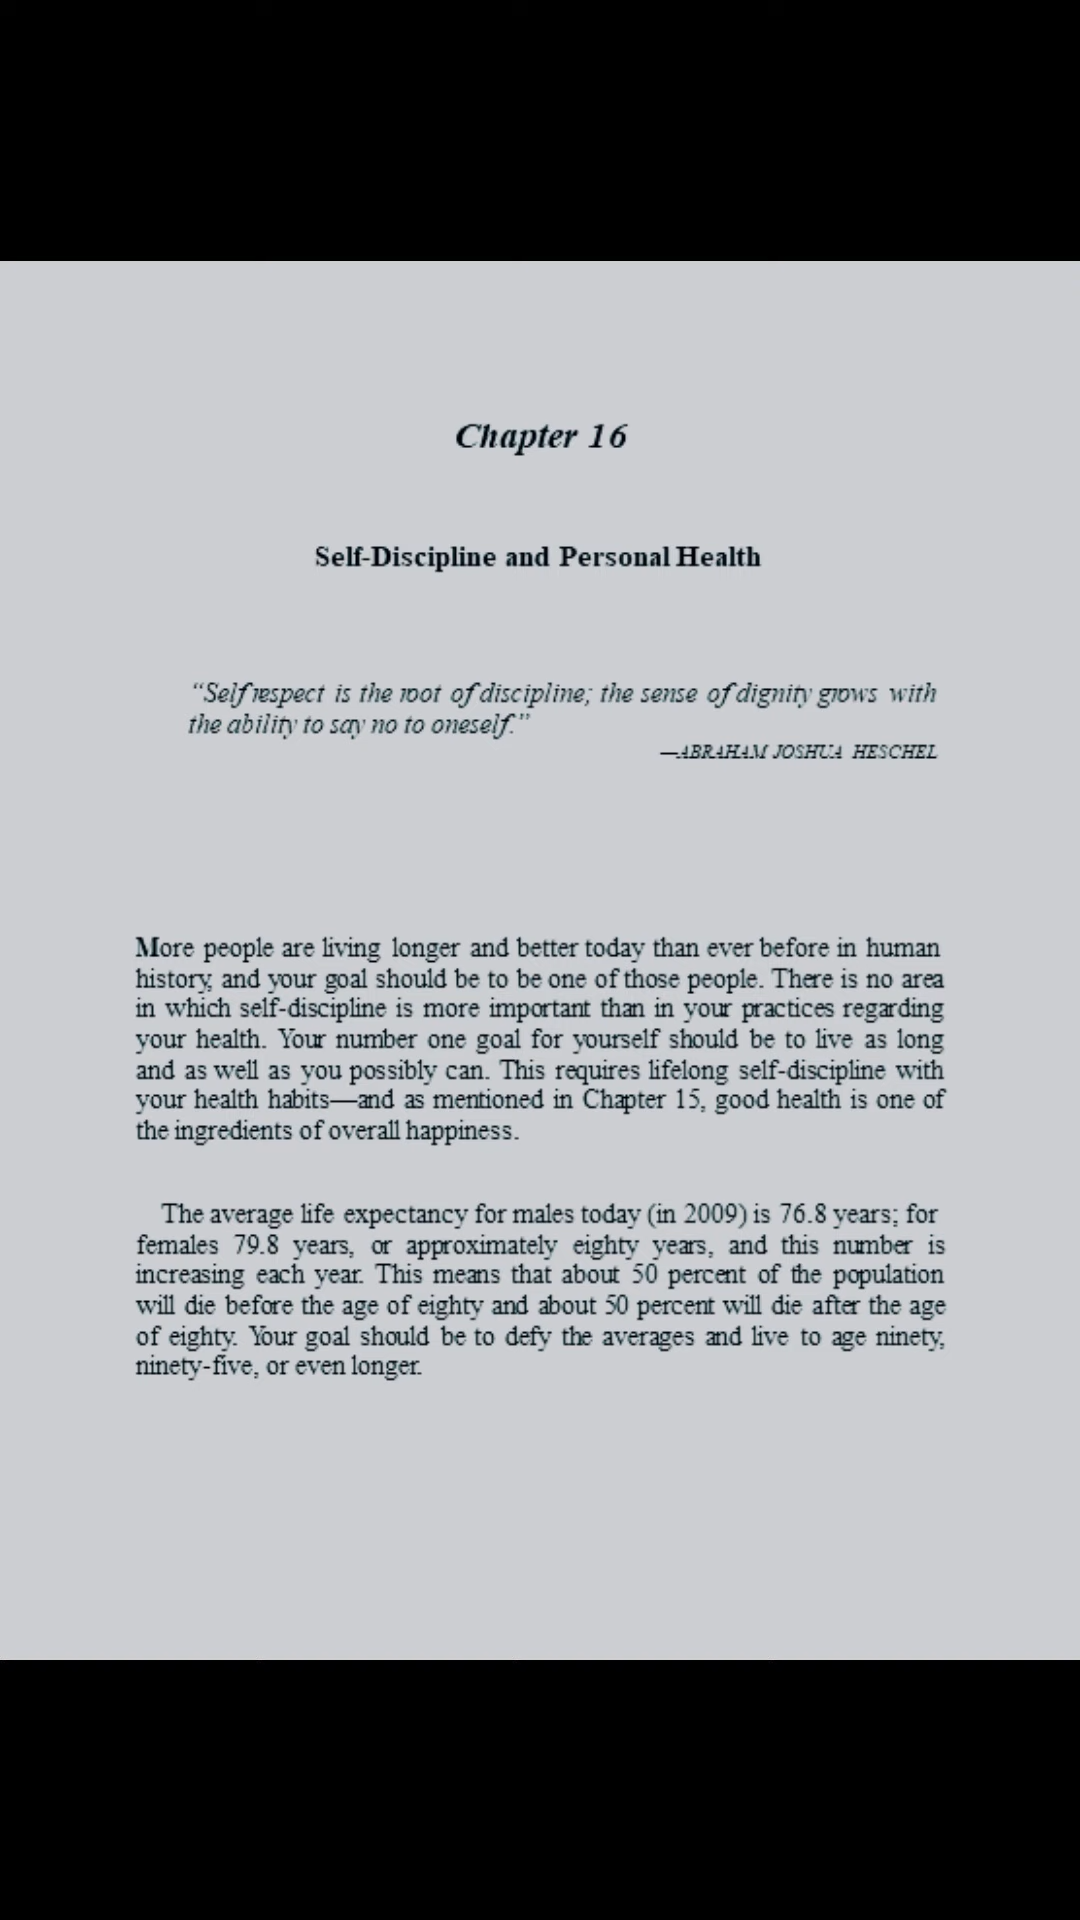 Chapter 16
Self-Discipline and Personal Health
“Self respect is the root of discipline; the sense of dignity grows with
the ability to say no to oneself.”
—ABRAHAM JOSHUA HESCHEL
More people are living longer and better today than ever before in human
history, and your goal should be to be one of those people. There is no area
in which self-discipline is more important than in your practices regarding
your health. Your number one goal for yourself should be to live as long
and as well as you possibly can. This requires lifelong self-discipline with
your health habits—and as mentioned in Chapter 15, good health is one of
the ingredients of overall happiness.
The average life expectancy for males today (in 2009) is 76.8 years; for
females 79.8 years, or approximately eighty years, and this number is
increasing each year. This means that about 50 percent of the population
will die before the age of eighty and about 50 percent will die after the age
of eighty. Your goal should be to defy the averages and live to age ninety,
ninety-five, or even longer.